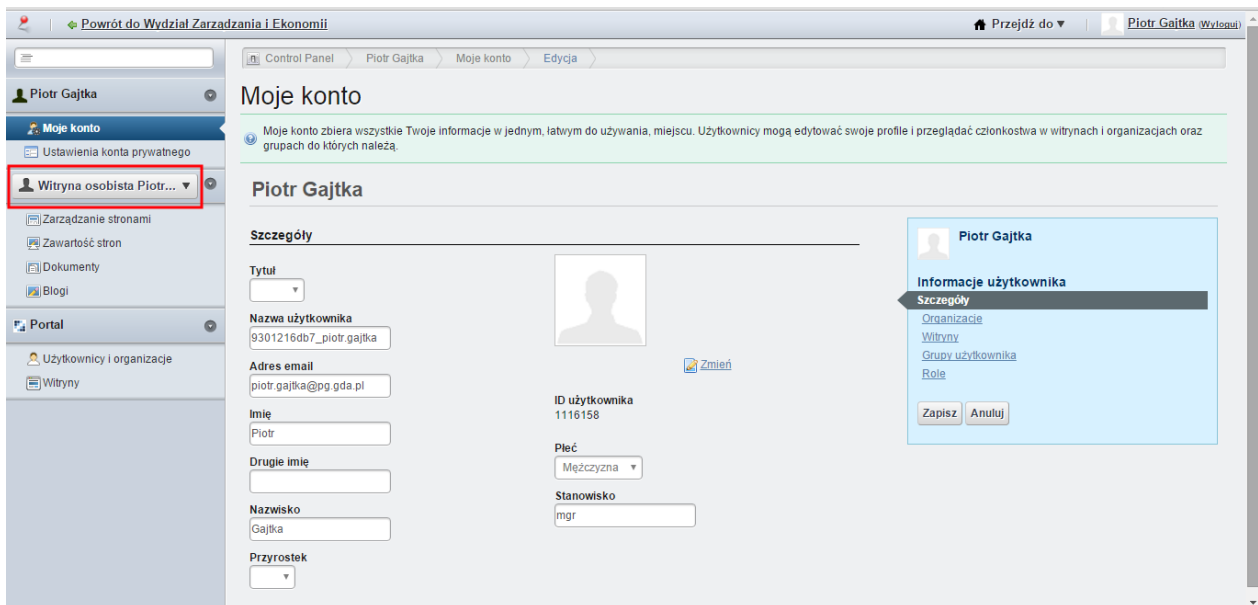 Powrót do Wydział Zarządzania i Ekonomii
Przejdź do ▼
Piotr Gajtka (Wyloguj)
Control Panel
Piotr Gajtka
Moje konto
Edycja
Piotr Gajtka
Moje konto
Ustawienia konta prywatnego
Witryna osobista Piotr... ▼
Zarządzanie stronami
Zawartość stron
Dokumenty
Blogi
Portal
Użytkownicy i organizacje
Witryny
Moje konto
Moje konto zbiera wszystkie Twoje informacje w jednym, łatwym do używania, miejscu. Użytkownicy mogą edytować swoje profile i przeglądać członkostwa w witrynach i organizacjach oraz
grupach do których należą.
Piotr Gajtka
Szczegóły
Tytuł
Nazwa użytkownika
9301216db7_piotr.gajtka
Adres email
piotr.gajtka@pg.gda.pl
Imię
Piotr
Drugie imię
Nazwisko
Gajtka
Przyrostek
Zmień
ID użytkownika
1116158
Płeć
Mężczyzna
Stanowisko
mgr
Piotr Gajtka
Informacje użytkownika
Szczegóły
Organizacje
Witryny
Grupy użytkownika
Role
Zapisz
Anuluj